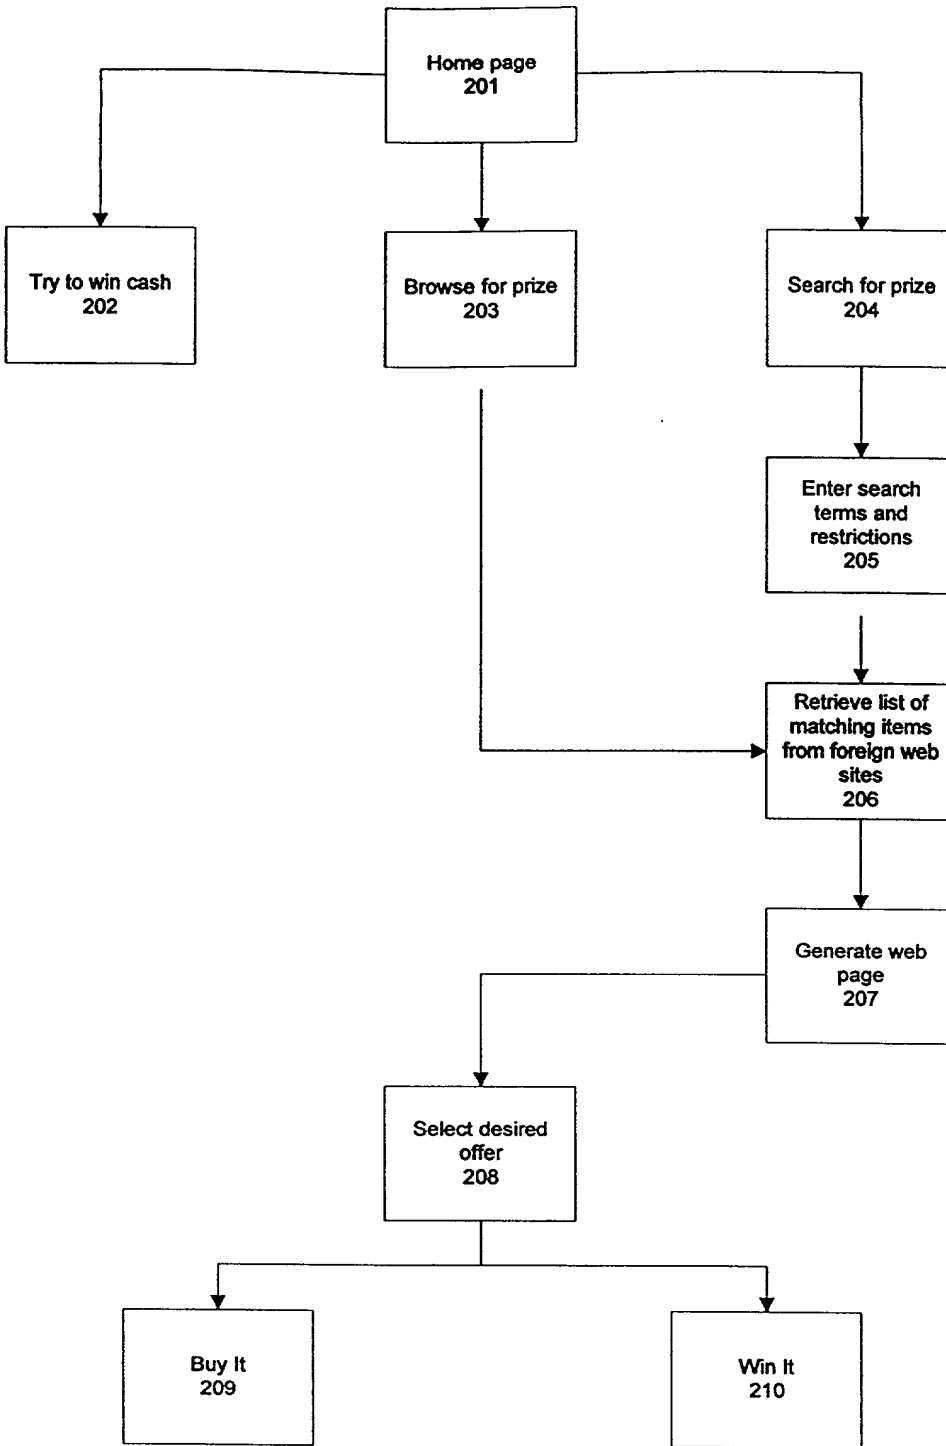 Home page
201
Try to win cash
202
Browse for prize
203
Search for prize
204
Enter search
terms and
restrictions
205
Retrieve list of
matching items
from foreign web
sites
206
Generate web
page
207
Select desired
offer
208
Buy It
209
Win It
210